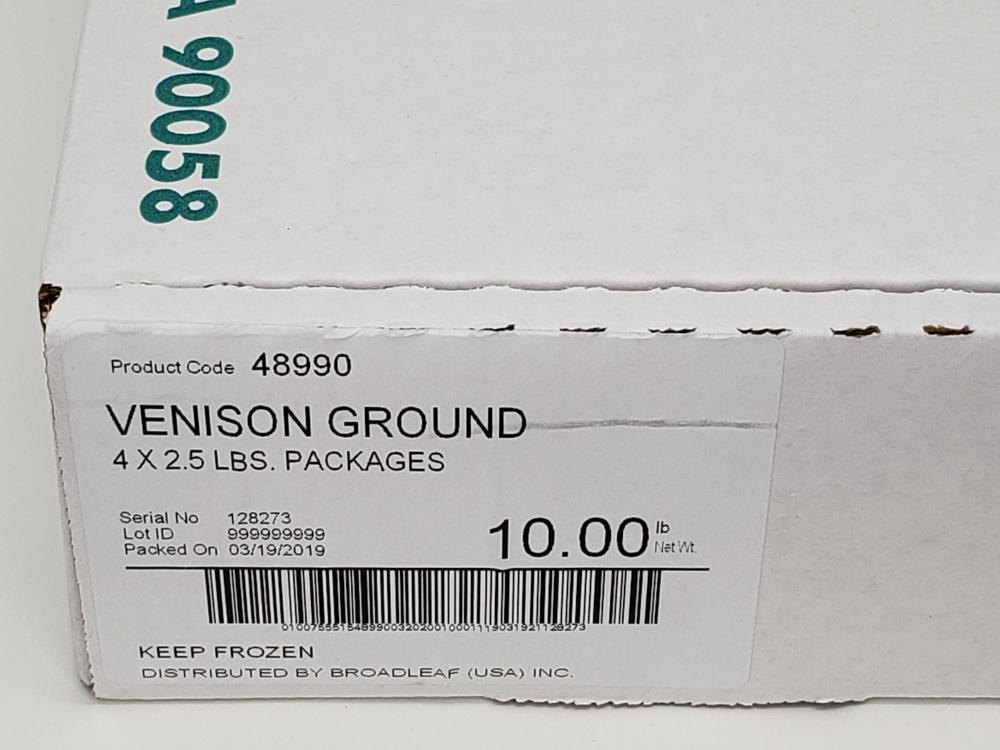 A 90058
Product Code 48990
VENISON GROUND
4 X 2.5 LBS. PACKAGES
Serial No 128273
Lot ID 999999999
Packed On 03/19/2019
10.00 lb
Net Wt.
KEEP FROZEN
DISTRIBUTED BY BROADLEAF (USA) INC.